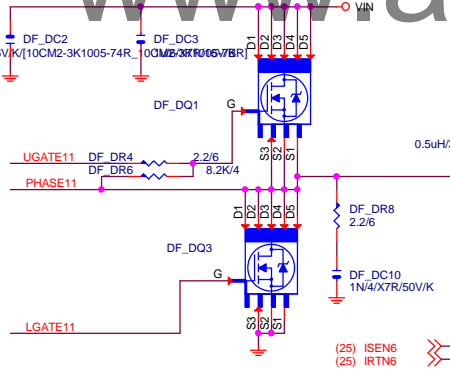 www.a
VIN
DF_DC2
DF_DC3
D1 D2 D3 D4 D5
DF_DQ1
G
S3 S2 S1
0.5uH/
UGATE11
DF_DR4
2.2/6
DF_DR6
8.2K/4
PHASE11
D1 D2 D3 D4 D5
DF_DR8
2.2/6
DF_DQ3
G
DF_DC10
1N/4/X7R/50V/K
S3 S2 S1
LGATE11
(25) ISEN6
(25) IRTN6